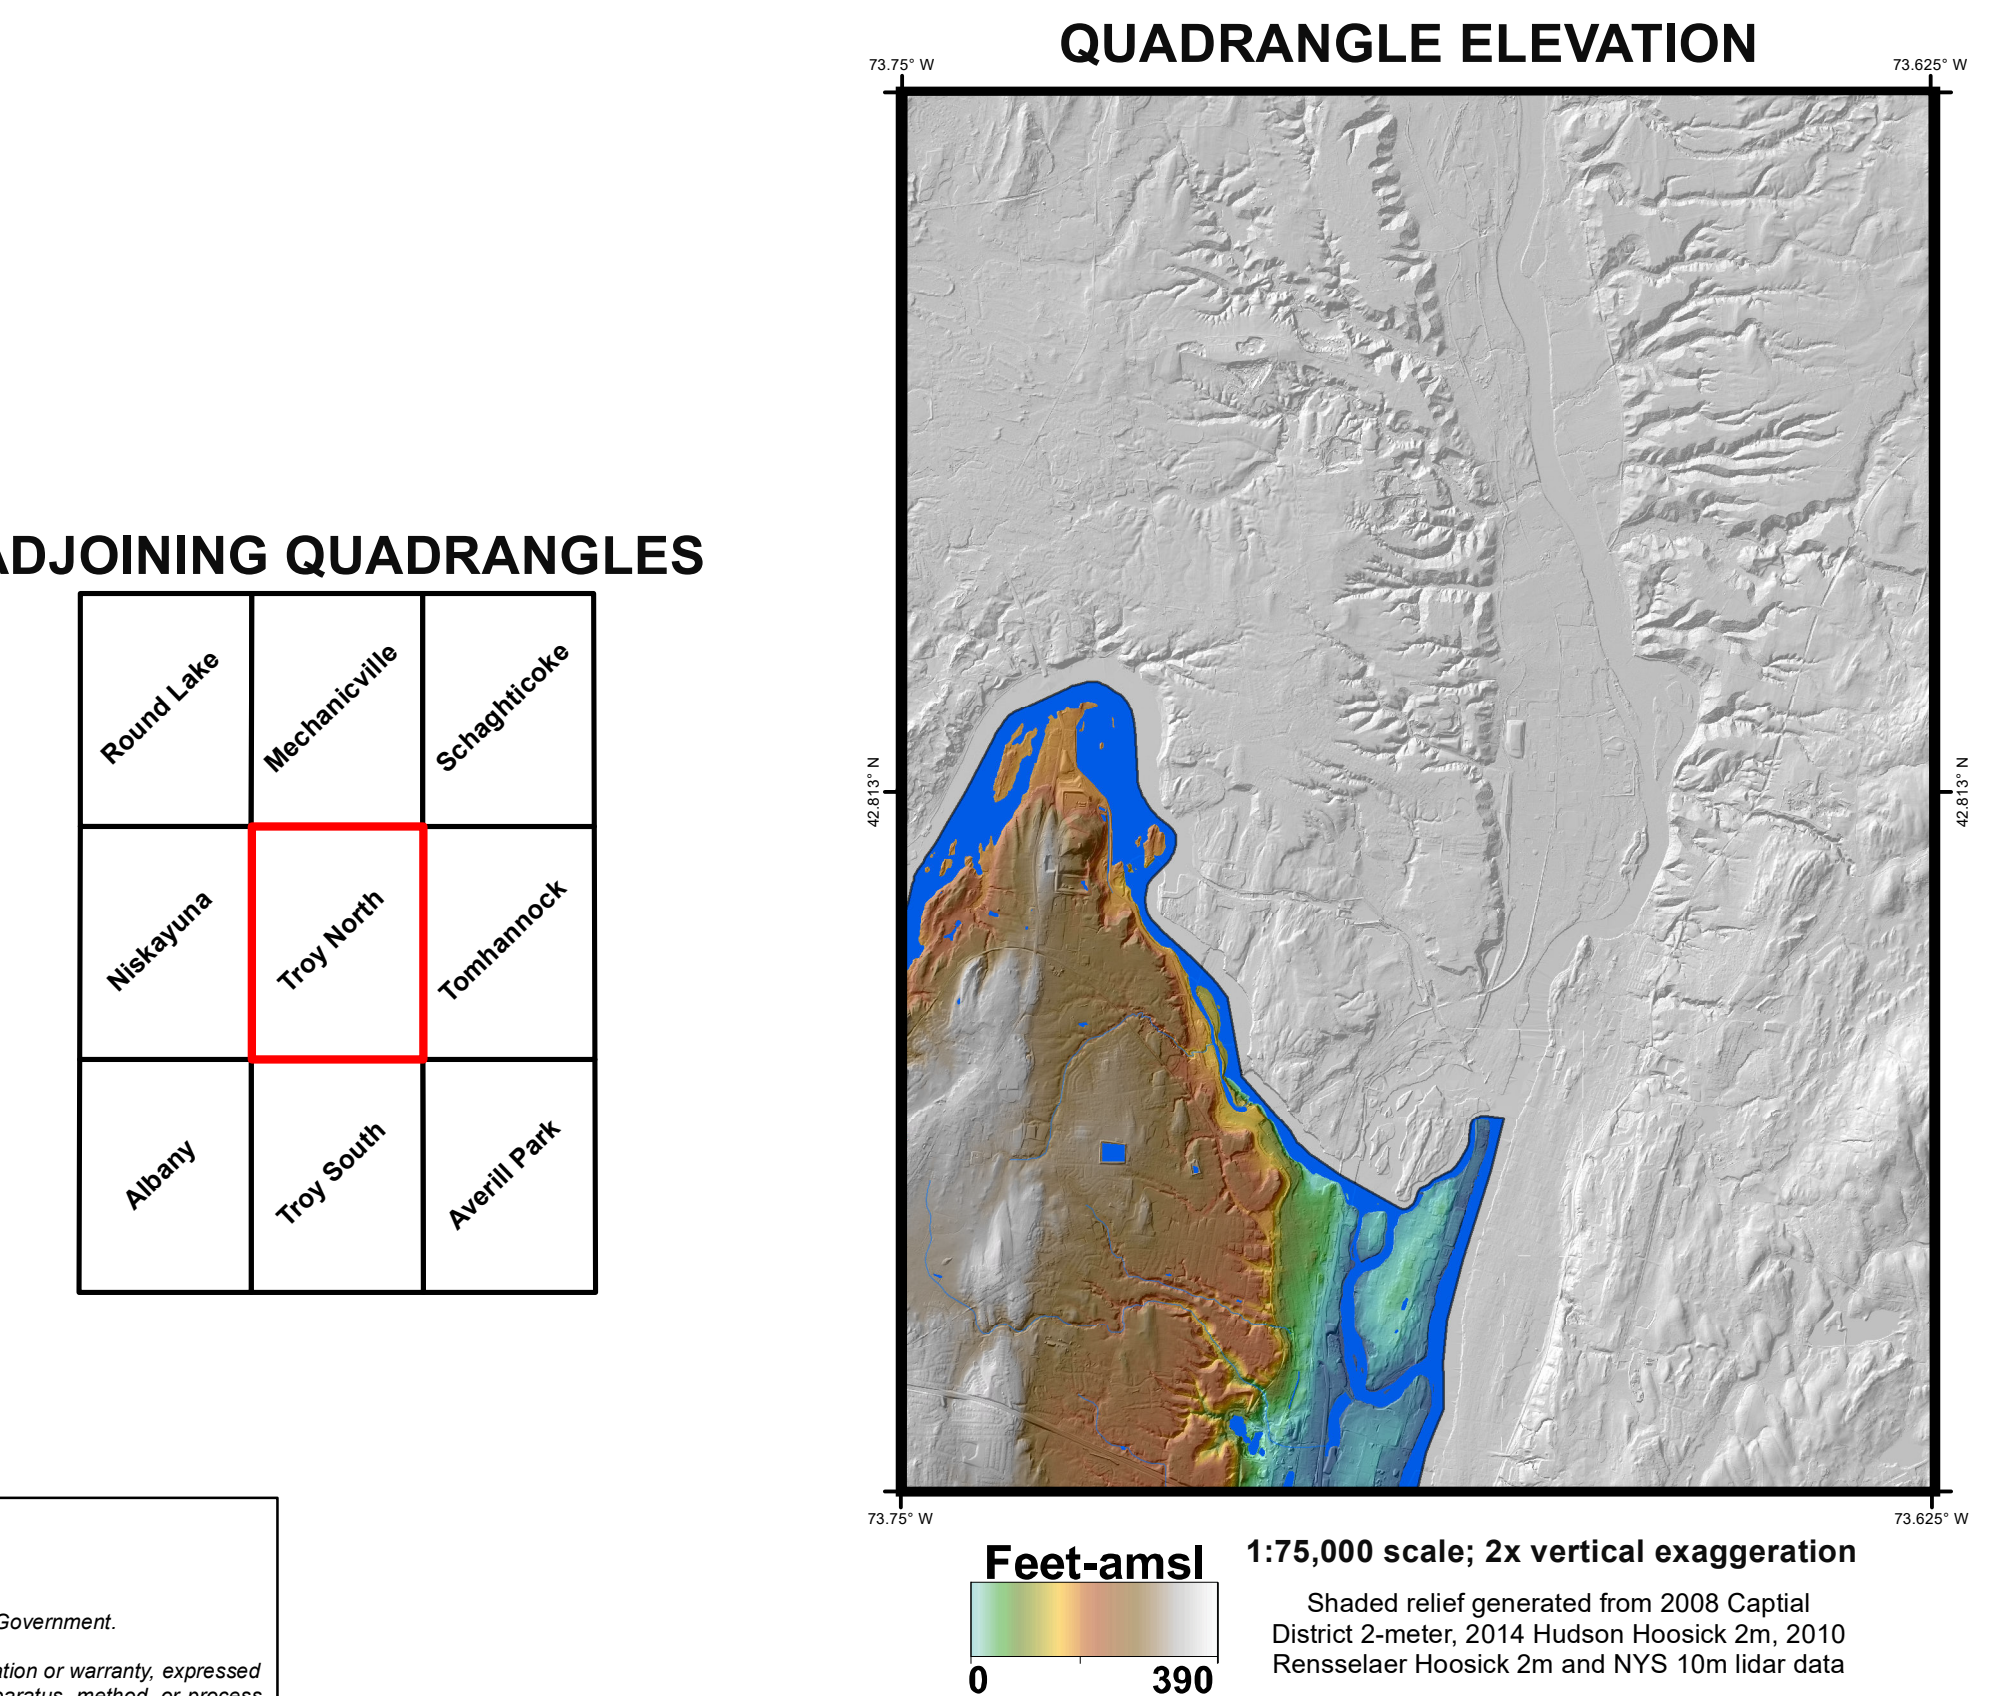 QUADRANGLE ELEVATION
73.75° W
73.625° W
ADJOINING QUADRANGLES
Round Lake
Mechanicville
Schaghticoke
Niskayuna
Troy North
Tomhannock
Albany
Troy South
Averill Park
42.813° N
42.813° N
73.75° W
73.625° W
Feet-amsl
0
390
1:75,000 scale; 2x vertical exaggeration
Shaded relief generated from 2008 Captial
District 2-meter, 2014 Hudson Hoosick 2m, 2010
Rensselaer Hoosick 2m and NYS 10m lidar data
Government.
or warranty, expressed
method, or process